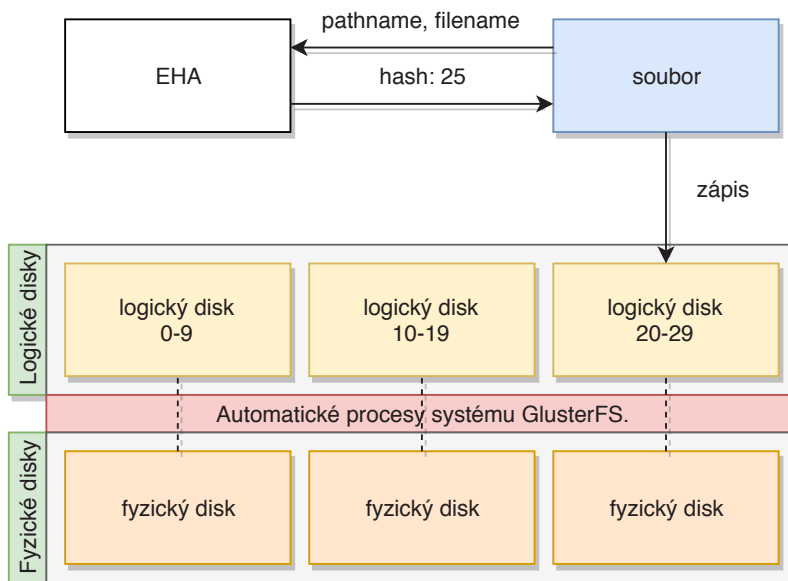 pathname, filename
EHA
hash: 25
soubor
zápis
Logické disky
logický disk
0-9
logický disk
10-19
logický disk
20-29
Automatické procesy systému GlusterFS.
Fyzické disky
fyzický disk
fyzický disk
fyzický disk